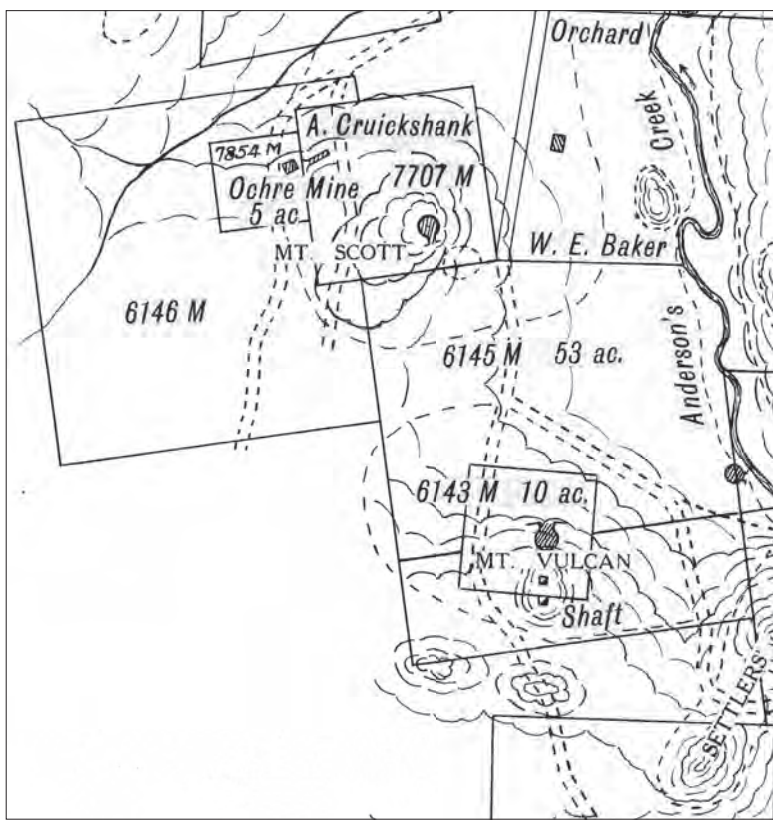 Orchard
A. Cruickshank
7854 M
Creek
Ochre Mine
5 ac.
7707 M
MT. SCOTT
W. E. Baker
6146 M
6145 M 53 ac.
Anderson's
6143 M 10 ac.
MT. VULCAN
Shaft
SETTLERS